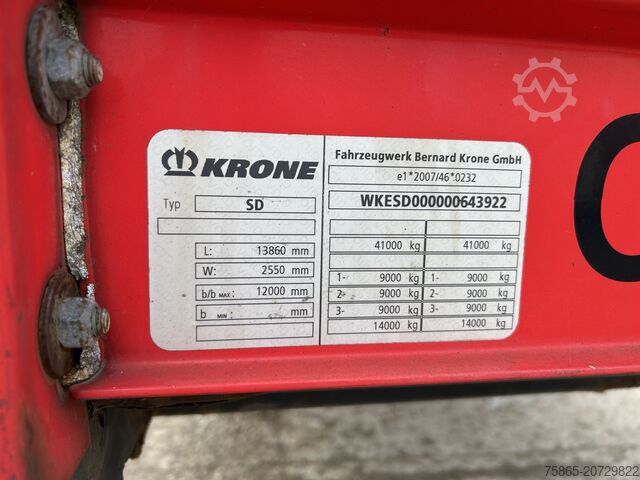 KRONE
Typ SD
L: 13860 mm
W: 2550 mm
b/b MAX: 12000 mm
b MIN: mm
Fahrzeugwerk Bernard Krone GmbH
e1*2007/46*0232
WKESD000000643922
41000 kg 41000 kg
1- 9000 kg 1- 9000 kg
2- 9000 kg 2- 9000 kg
3- 9000 kg 3- 9000 kg
14000 kg 14000 kg
75865-20729822